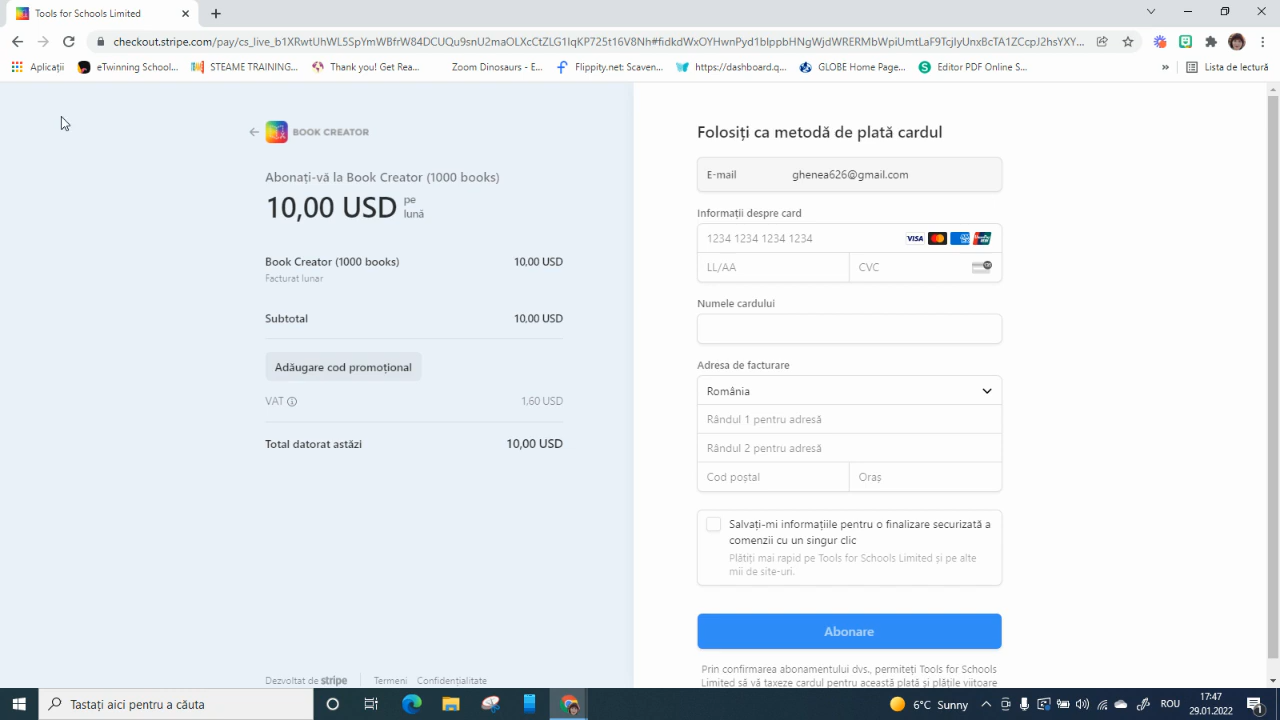 Tools for Schools Limited
checkout.stripe.com/pay/cs_live_b1XRwtUhWL5SpYmWBfrW84DCUQu9snU2maOLXcCtZLG1IqKP725t16V8Nh#fidkdWxOYHwnPyd1blppbHNgWjdWRERMbWpiUmtLaF9TcjlyUnxBcTA1ZCcpJ2hsYXY...
Aplicații
eTwinning School...
STEAME TRAINING...
Thank you! Get Rea...
Zoom Dinosaurs - E...
Flippity.net: Scaven...
https://dashboard.q...
GLOBE Home Page...
Editor PDF Online S...
»
Lista de lectură
BOOK CREATOR
Abonați-vă la Book Creator (1000 books)
10,00 USD pe lună
Book Creator (1000 books) 10,00 USD
Facturat lunar
Subtotal 10,00 USD
Adăugare cod promoțional
VAT 1,60 USD
Total datorat astăzi 10,00 USD
Dezvoltat de stripe
Termeni Confidențialitate
Folosiți ca metodă de plată cardul
E-mail ghenea626@gmail.com
Informații despre card
1234 1234 1234 1234 VISA
LL/AA CVC
Numele cardului
Adresa de facturare
România
Rândul 1 pentru adresă
Rândul 2 pentru adresă
Cod poștal Oraș
Salvați-mi informațiile pentru o finalizare securizată a
comenzii cu un singur clic
Plătiți mai rapid pe Tools for Schools Limited și pe alte
mii de site-uri.
Abonare
Prin confirmarea abonamentului dvs., permiteți Tools for Schools
Limited să vă taxeze cardul pentru această plată și plățile viitoare
Tastați aici pentru a căuta
6°C Sunny
ROU
17:47
29.01.2022